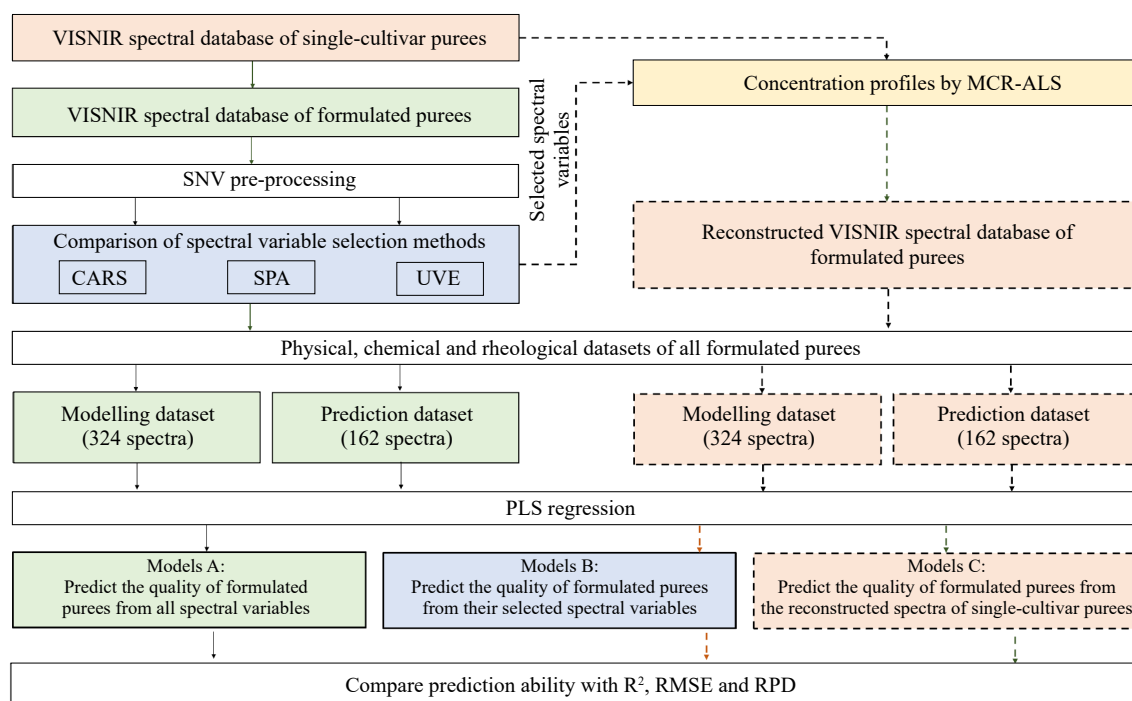 VISNIR spectral database of single-cultivar purees
VISNIR spectral database of formulated purees
SNV pre-processing
Comparison of spectral variable selection methods
CARS
SPA
UVE
Selected spectral
variables
Concentration profiles by MCR-ALS
Reconstructed VISNIR spectral database of
formulated purees
Physical, chemical and rheological datasets of all formulated purees
Modelling dataset
(324 spectra)
Prediction dataset
(162 spectra)
Modelling dataset
(324 spectra)
Prediction dataset
(162 spectra)
PLS regression
Models A:
Predict the quality of formulated
purees from all spectral variables
Models B:
Predict the quality of formulated purees
from their selected spectral variables
Models C:
Predict the quality of formulated purees from
the reconstructed spectra of single-cultivar purees
Compare prediction ability with R², RMSE and RPD